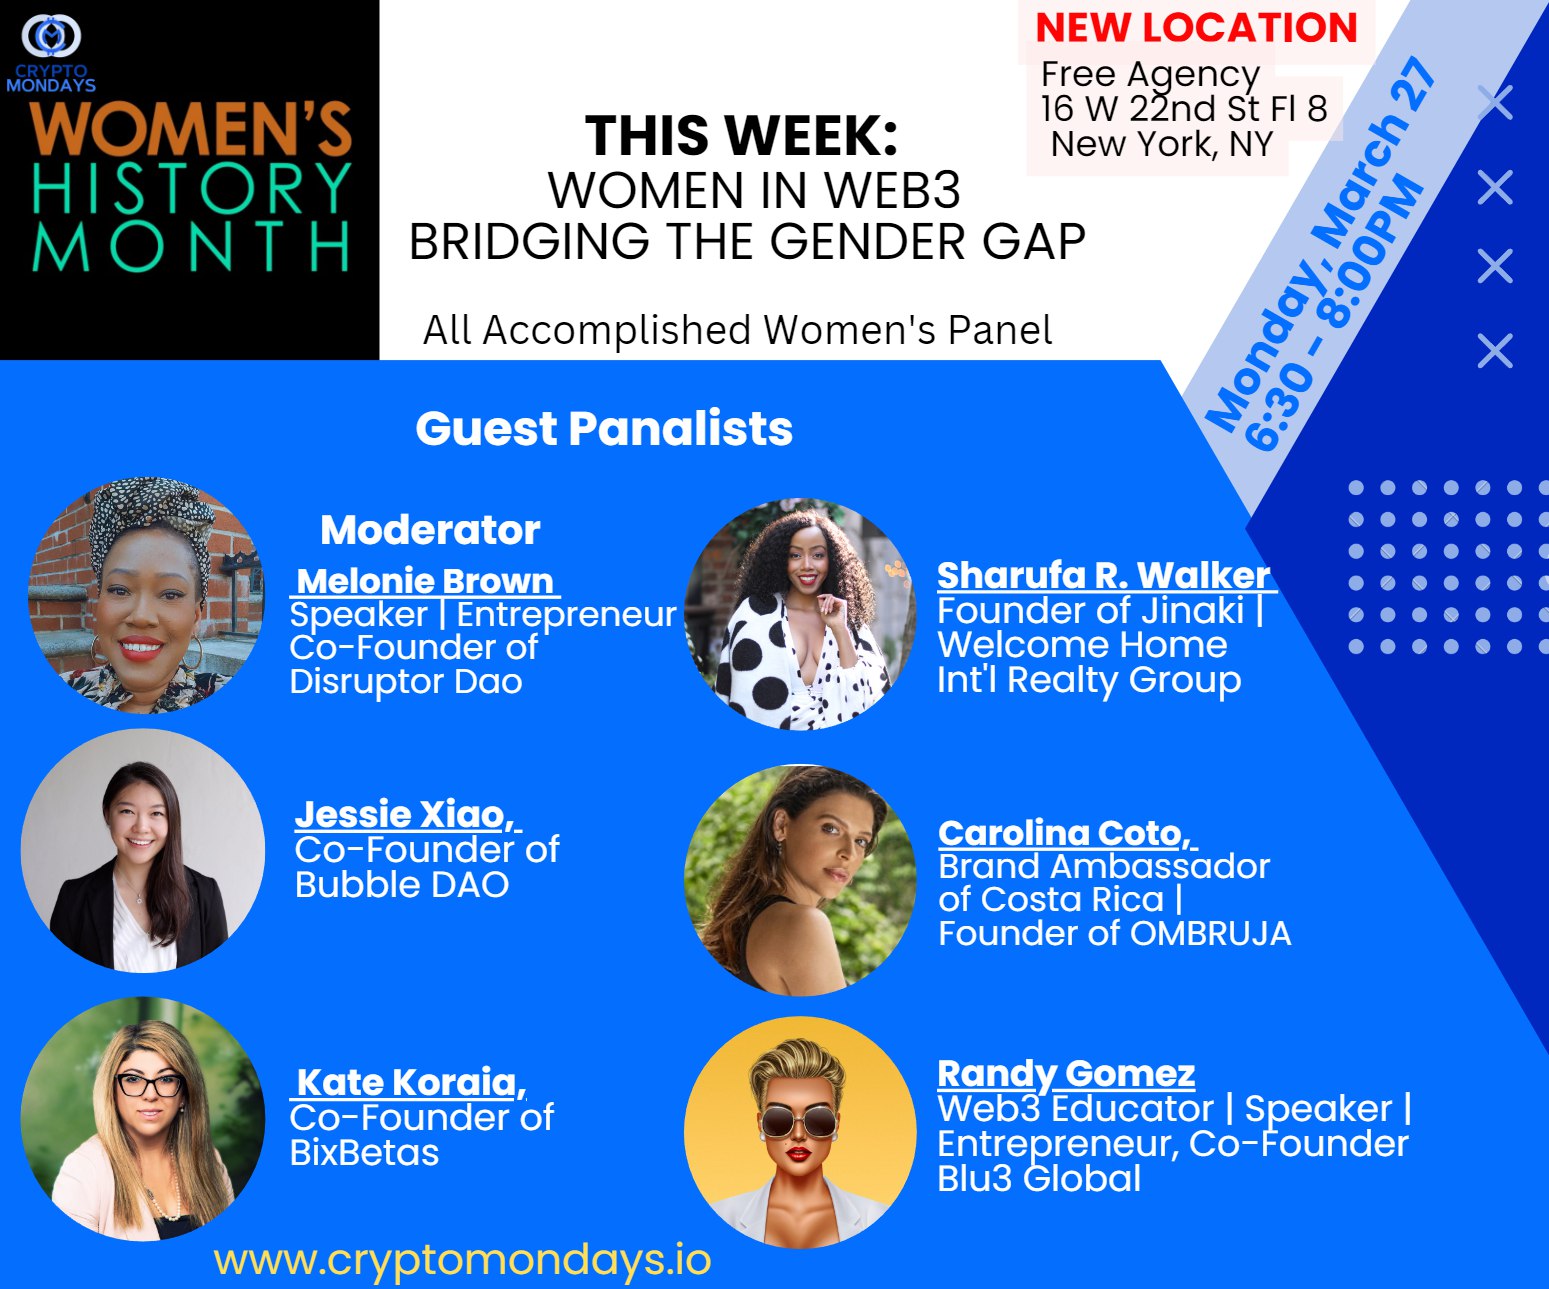 CRYPTO
MONDAYS
WOMEN'S
HISTORY
MONTH
THIS WEEK:
WOMEN IN WEB3
BRIDGING THE GENDER GAP
All Accomplished Women's Panel
NEW LOCATION
Free Agency
16 W 22nd St Fl 8
New York, NY
Monday, March 27
6:30 – 8:00PM
Guest Panalists
Moderator
Melonie Brown
Speaker | Entrepreneur
Co-Founder of
Disruptor Dao
Sharufa R. Walker
Founder of Jinaki |
Welcome Home
Int'l Realty Group
Jessie Xiao,
Co-Founder of
Bubble DAO
Carolina Coto,
Brand Ambassador
of Costa Rica |
Founder of OMBRUJA
Kate Koraia,
Co-Founder of
BixBetas
Randy Gomez
Web3 Educator | Speaker |
Entrepreneur, Co-Founder
Blu3 Global
www.cryptomondays.io